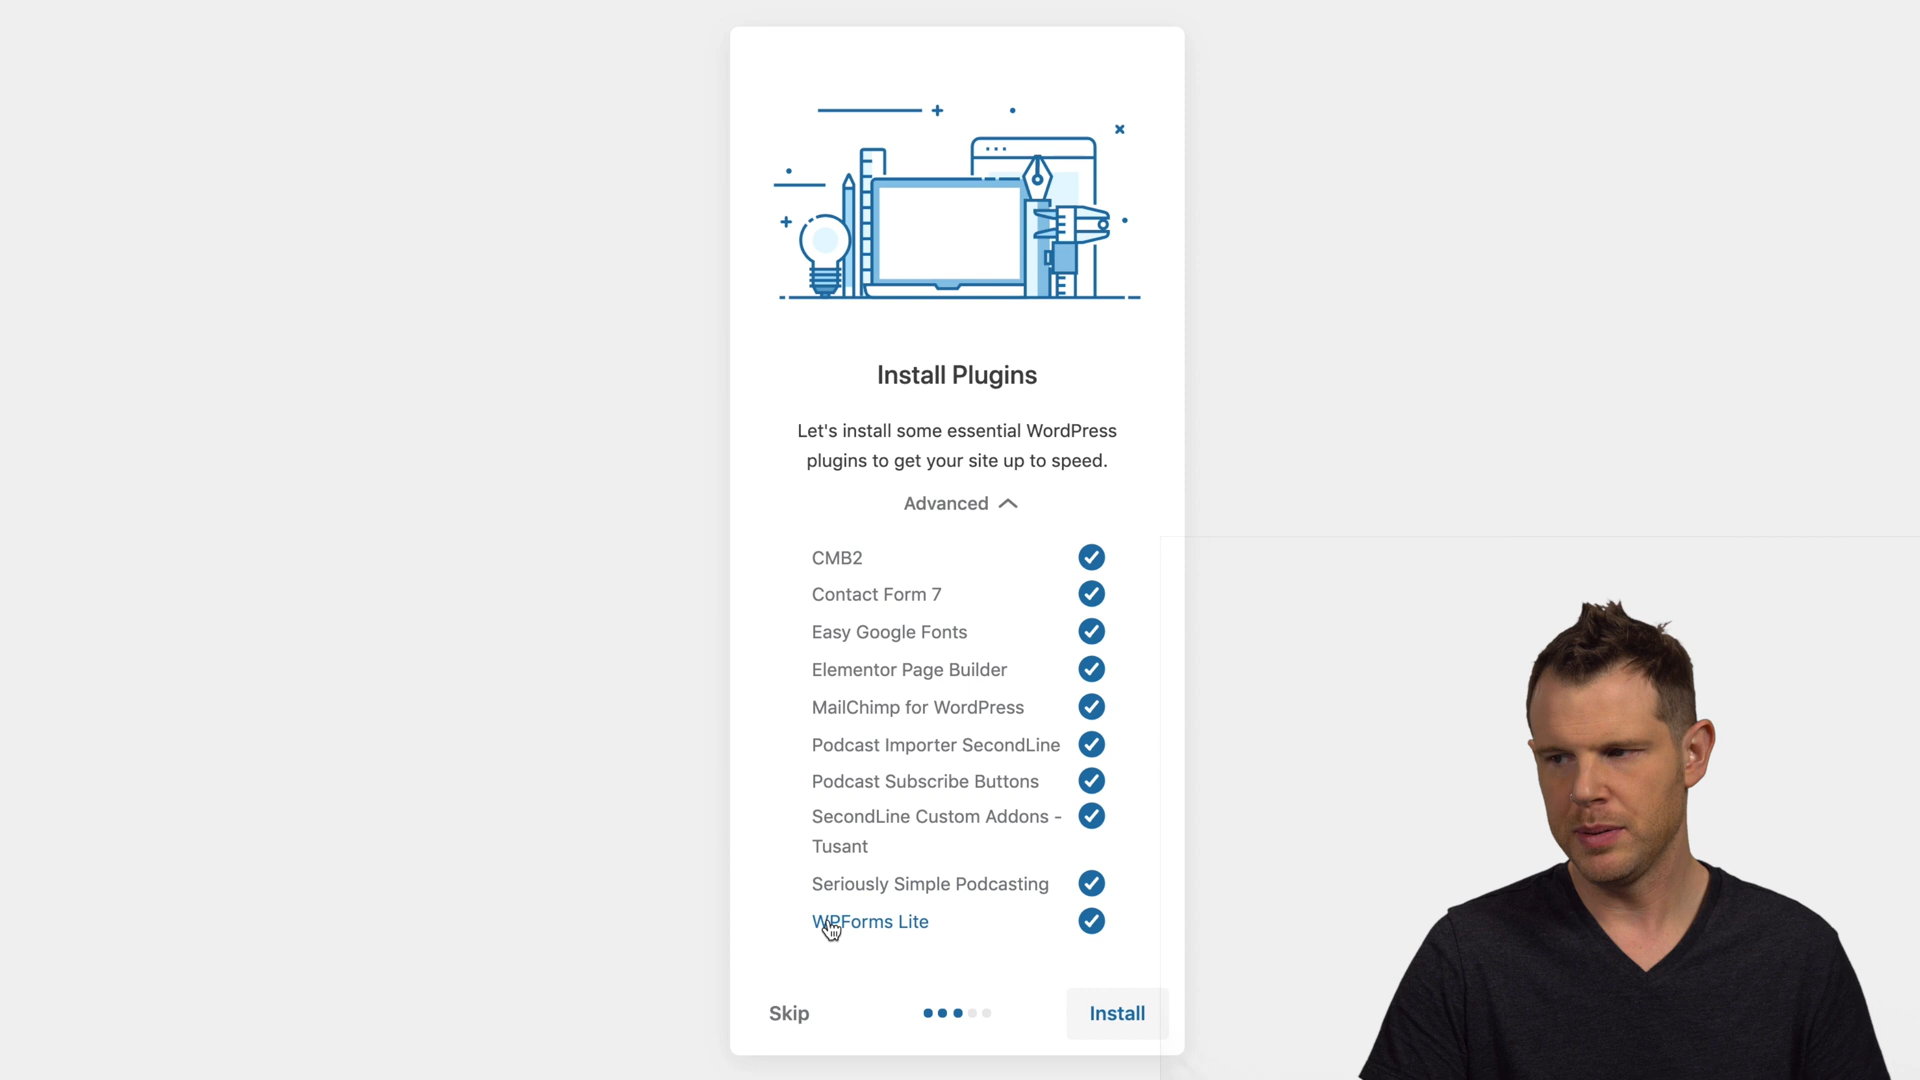 Install Plugins
Let's install some essential WordPress
plugins to get your site up to speed.
Advanced
CMB2
Contact Form 7
Easy Google Fonts
Elementor Page Builder
MailChimp for WordPress
Podcast Importer SecondLine
Podcast Subscribe Buttons
SecondLine Custom Addons -
Tusant
Seriously Simple Podcasting
WPForms Lite
Skip
Install